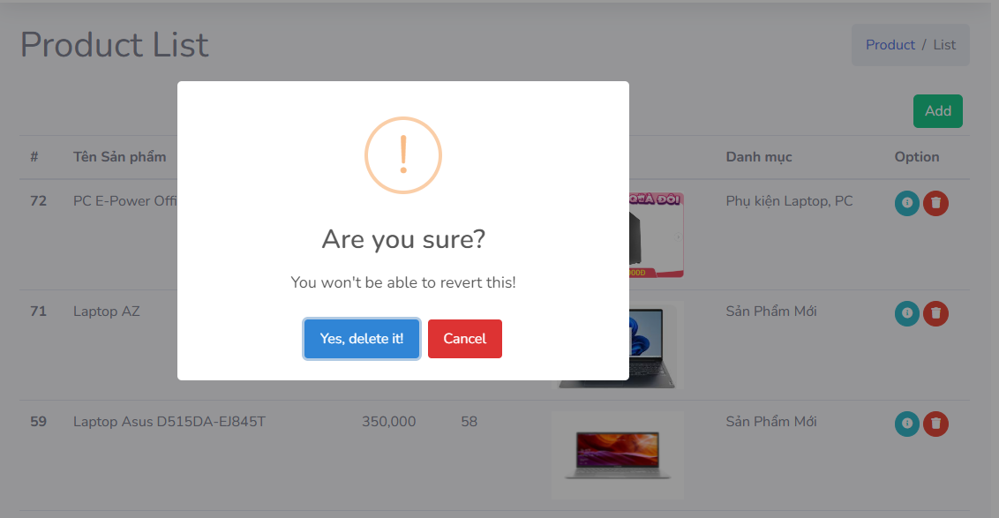 Product List
Product / List
Add
# Tên Sản phẩm Danh mục Option
72 PC E-Power Offi QUÀ ĐÔI Phụ kiện Laptop, PC
!
Are you sure?
You won't be able to revert this!
71 Laptop AZ Sản Phẩm Mới
Yes, delete it! Cancel
59 Laptop Asus D515DA-EJ845T 350,000 58 Sản Phẩm Mới